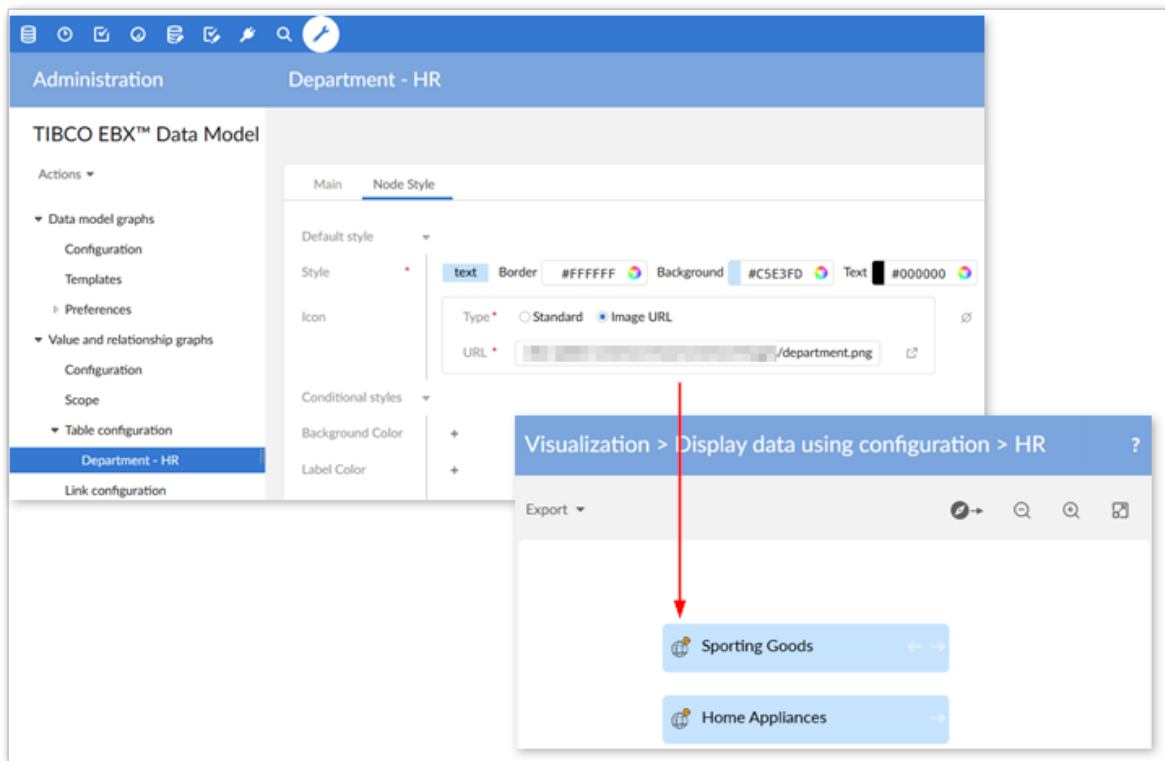 Administration
Department - HR
TIBCO EBX™ Data Model
Actions
Main Node Style
Data model graphs
Configuration
Templates
Preferences
Value and relationship graphs
Configuration
Scope
Table configuration
Department - HR
Link configuration
Default style
Style * text Border #FFFFFF Background #C5E3FD Text #000000
Icon Type * Standard Image URL
URL * /department.png
Conditional styles
Background Color +
Label Color +
Visualization > Display data using configuration > HR ?
Export
Sporting Goods
Home Appliances